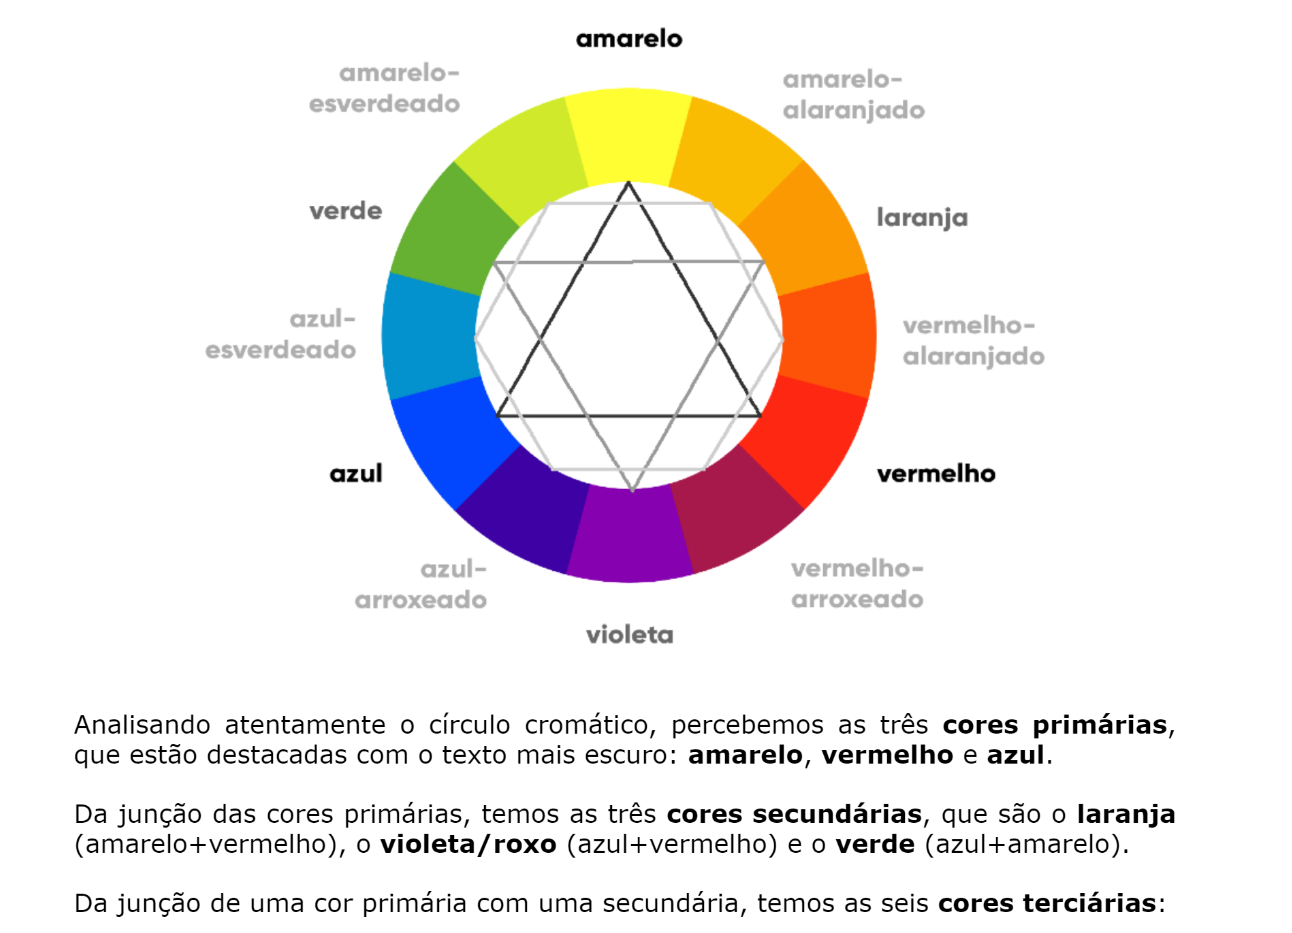 amarelo
amarelo-
esverdeado
amarelo-
alaranjado
verde
laranja
azul-
esverdeado
vermelho-
alaranjado
azul
vermelho
azul-
arroxeado
vermelho-
arroxeado
violeta
Analisando atentamente o círculo cromático, percebemos as três cores primárias,
que estão destacadas com o texto mais escuro: amarelo, vermelho e azul.
Da junção das cores primárias, temos as três cores secundárias, que são o laranja
(amarelo+vermelho), o violeta/roxo (azul+vermelho) e o verde (azul+amarelo).
Da junção de uma cor primária com uma secundária, temos as seis cores terciárias: